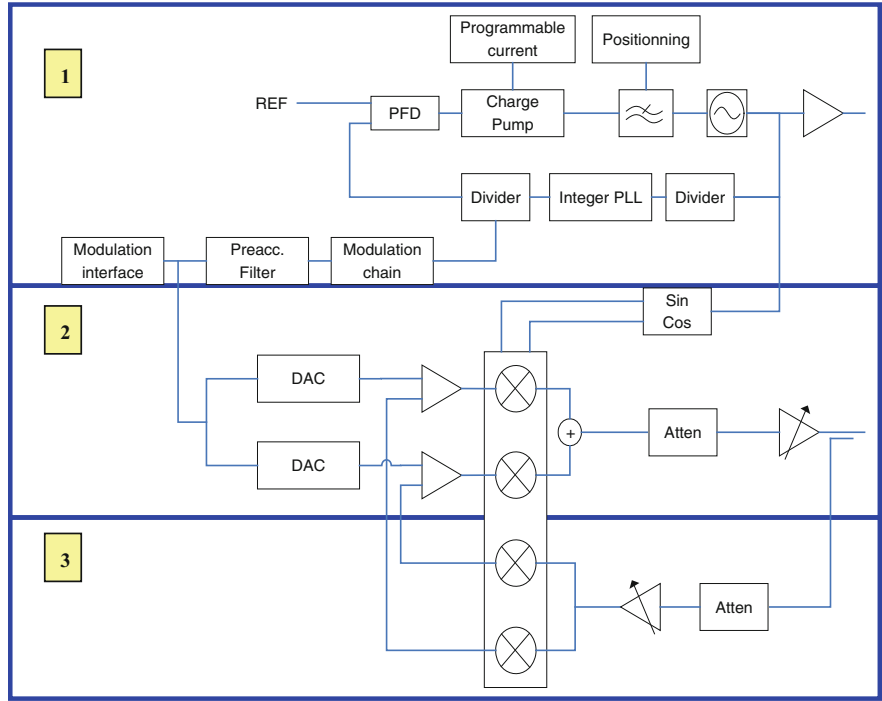 Programmable
current
Positionning
1
REF
PFD
Charge
Pump
Divider
Integer PLL
Divider
Modulation
interface
Preacc.
Filter
Modulation
chain
2
Sin
Cos
DAC
+
Atten
DAC
3
Atten